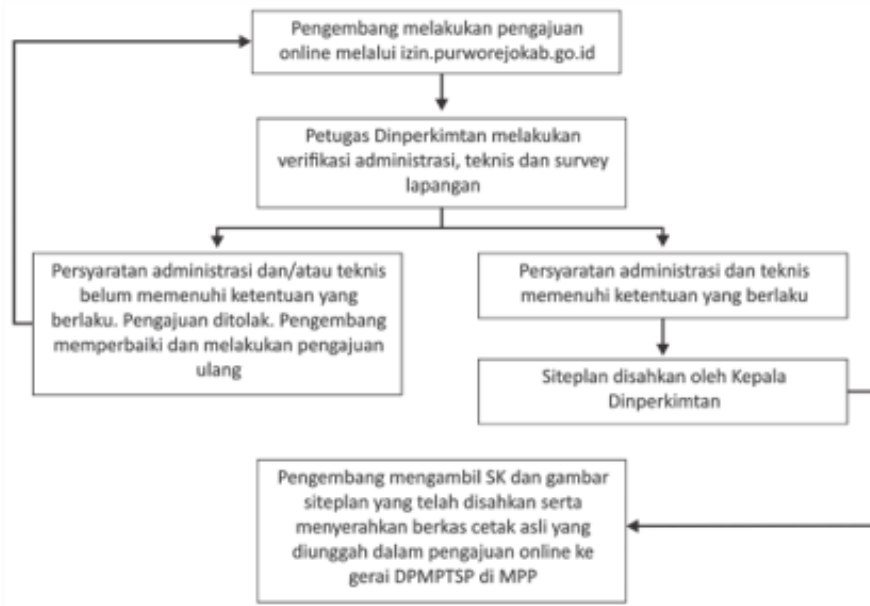 Pengembang melakukan pengajuan
online melalui izin.purworejokab.go.id
Petugas Dinperkimtan melakukan
verifikasi administrasi, teknis dan survey
lapangan
Persyaratan administrasi dan/atau teknis
belum memenuhi ketentuan yang
berlaku. Pengajuan ditolak. Pengembang
memperbaiki dan melakukan pengajuan
ulang
Persyaratan administrasi dan teknis
memenuhi ketentuan yang berlaku
Siteplan disahkan oleh Kepala
Dinperkimtan
Pengembang mengambil SK dan gambar
siteplan yang telah disahkan serta
menyerahkan berkas cetak asli yang
diunggah dalam pengajuan online ke
gerai DPMPTSP di MPP